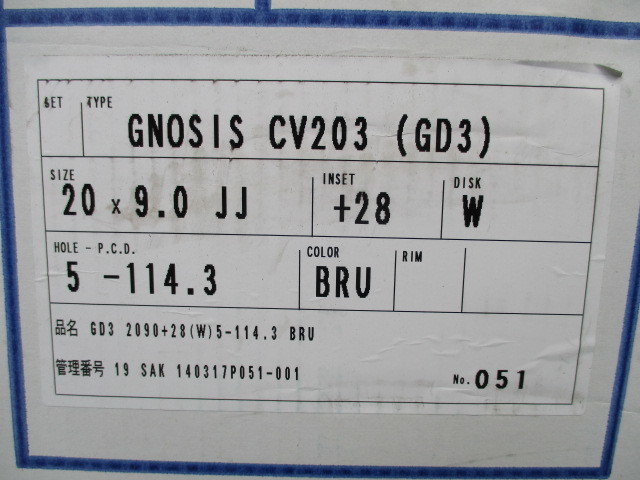 SET TYPE
GNOSIS CV203 (GD3)
SIZE INSET DISK
20 x 9.0 JJ +28 W
HOLE - P.C.D. COLOR RIM
5 -114.3 BRU
品名 GD3 2090+28(W)5-114.3 BRU
管理番号 19 SAK 140317P051-001
No. 051